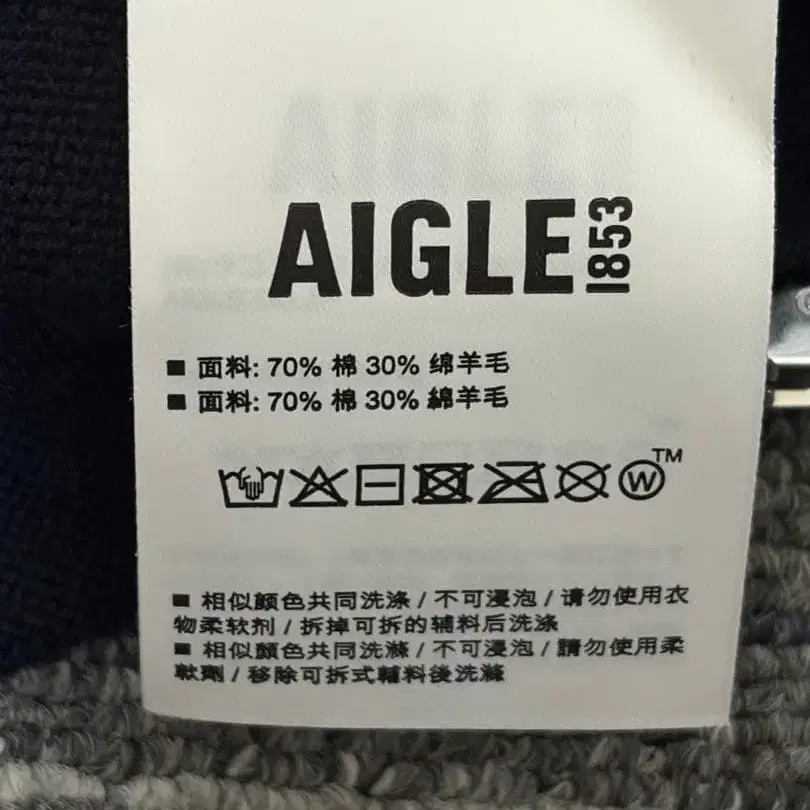 AIGLE 1853
■ 面料: 70% 棉 30% 绵羊毛
■ 面料: 70% 棉 30% 綿羊毛
W™
■ 相似颜色共同洗涤 / 不可浸泡 / 请勿使用衣
物柔软剂 / 拆掉可拆的辅料后洗涤
■ 相似顏色共同洗滌 / 不可浸泡 / 請勿使用柔
軟劑 / 移除可拆式輔料後洗滌